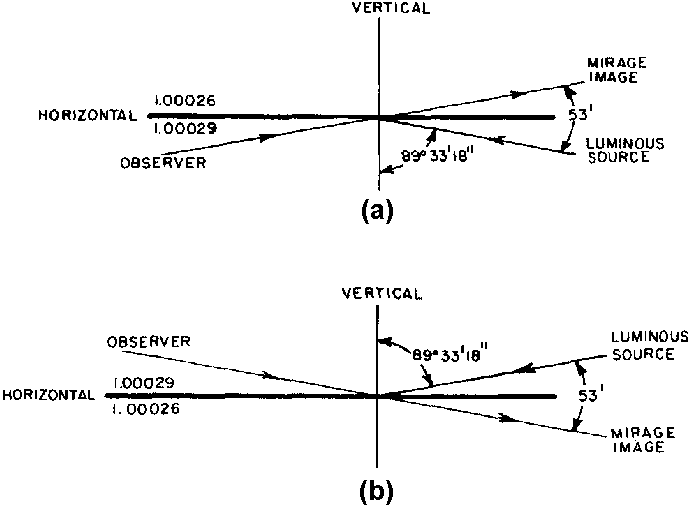 VERTICAL
MIRAGE
IMAGE
1.00026
HORIZONTAL
53'
1.00029
OBSERVER
89° 33' 18"
LUMINOUS
SOURCE
(a)
VERTICAL
OBSERVER
89° 33' 18"
LUMINOUS
SOURCE
1.00029
HORIZONTAL
53'
1.00026
MIRAGE
IMAGE
(b)